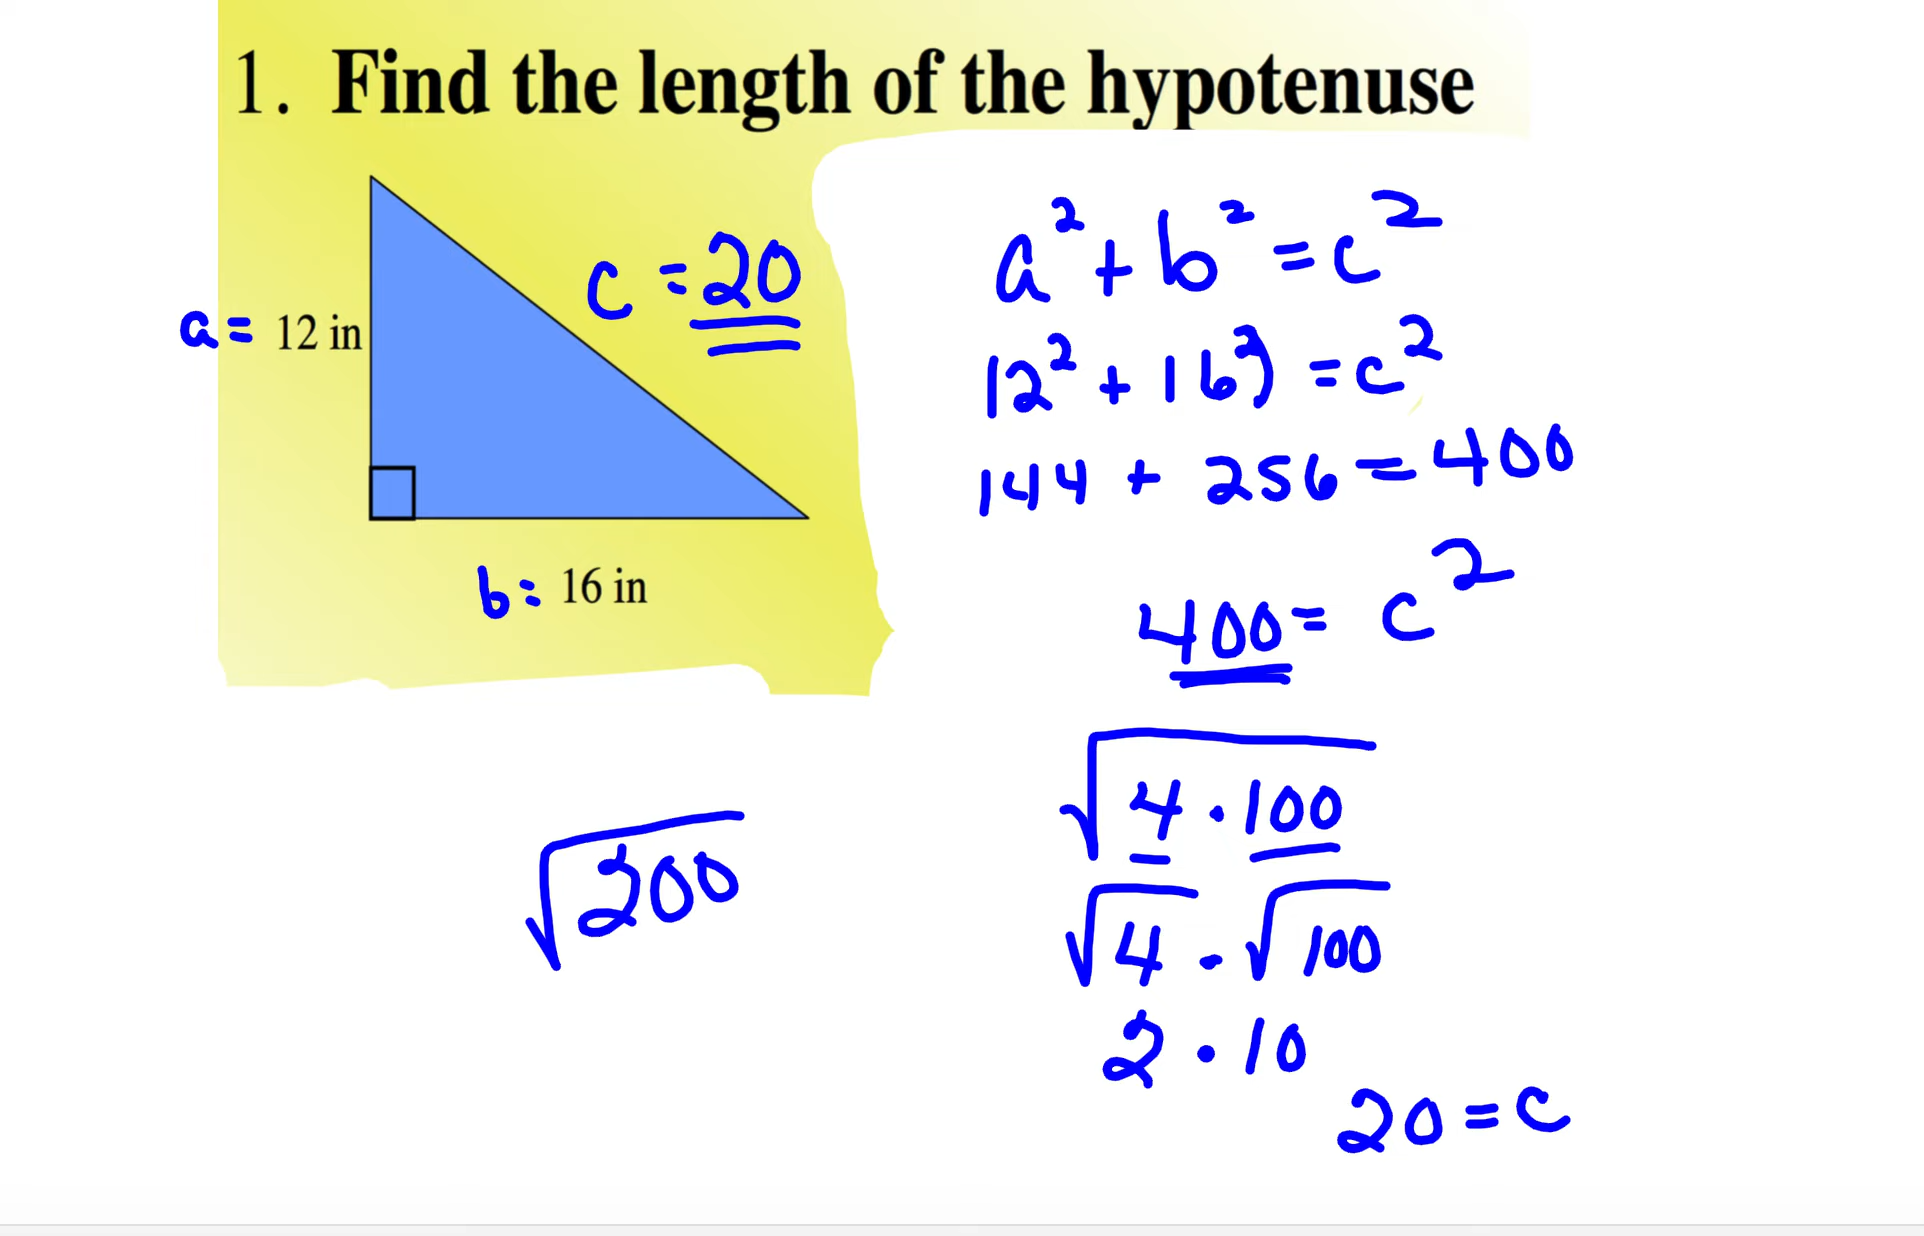 1. Find the length of the hypotenuse
a = 12 in
c = 20
b = 16 in
a² + b² = c²
12² + 16²) = c²
144 + 256 = 400
400 = c²
√4 · 100
√200
√4 · √100
2 · 10
20 = c